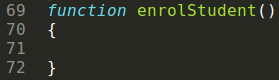 69 function enrolStudent()
70 {
71
72 }